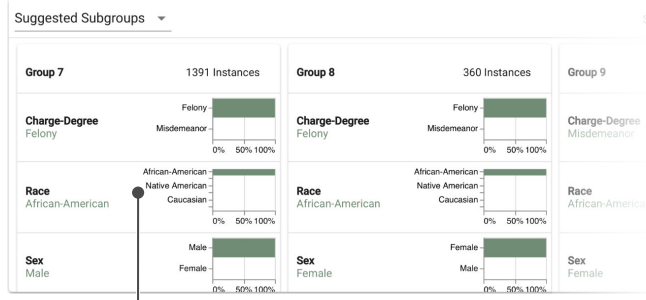 Suggested Subgroups
Group 7 1391 Instances
Charge-Degree
Felony
Felony
Misdemeanor
0% 50% 100%
Race
African-American
African-American
Native American
Caucasian
0% 50% 100%
Sex
Male
Male
Female
0% 50% 100%
Group 8 360 Instances
Charge-Degree
Felony
Felony
Misdemeanor
0% 50% 100%
Race
African-American
African-American
Native American
Caucasian
0% 50% 100%
Sex
Female
Female
Male
0% 50% 100%
Group 9
Charge-Degree
Misdemeanor
Race
African-America
Sex
Female